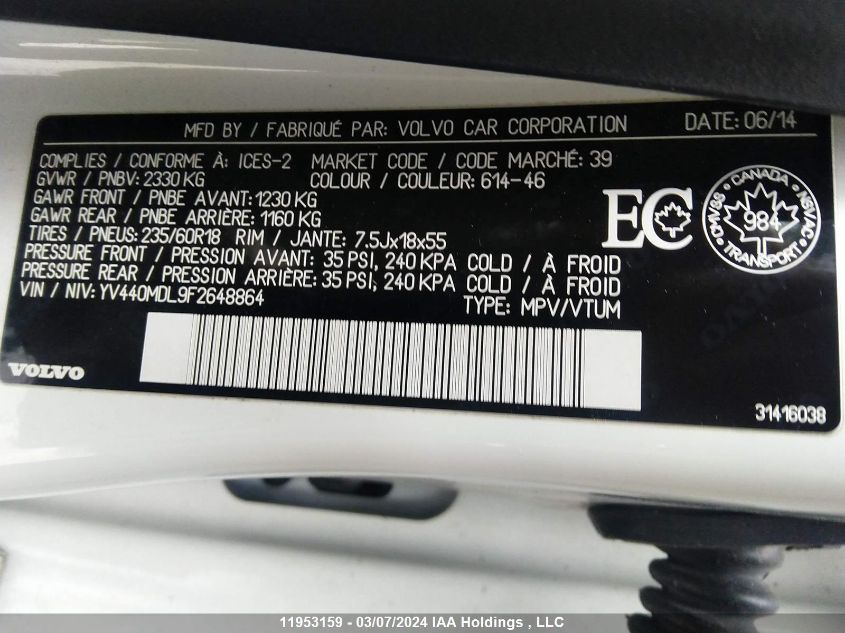 MFD BY / FABRIQUÉ PAR: VOLVO CAR CORPORATION DATE: 06/14
COMPLIES / CONFORME À: ICES-2 MARKET CODE / CODE MARCHÉ: 39
GVWR / PNBV: 2330 KG COLOUR / COULEUR: 614-46
GAWR FRONT / PNBE AVANT: 1230 KG
GAWR REAR / PNBE ARRIÈRE: 1160 KG
TIRES / PNEUS: 235/60R18 RIM / JANTE: 7.5Jx18x55
PRESSURE FRONT / PRESSION AVANT: 35 PSI, 240 KPA COLD / À FROID
PRESSURE REAR / PRESSION ARRIÈRE: 35 PSI, 240 KPA COLD / À FROID
VIN / NIV: YV440MDL9F2648864 TYPE: MPV/VTUM
EC
CANADA
CMVSS 984 NSVAC
TRANSPORT
VOLVO
31416038
11953159 - 03/07/2024 IAA Holdings , LLC